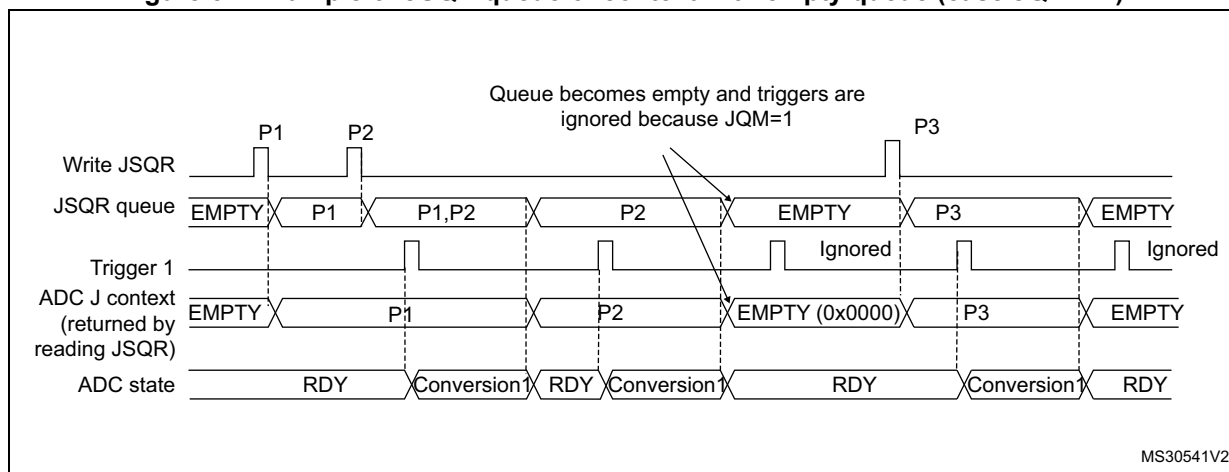 Queue becomes empty and triggers are
ignored because JQM=1
P1
P2
P3
Write JSQR
JSQR queue
EMPTY
P1
P1,P2
P2
EMPTY
P3
EMPTY
Trigger 1
Ignored
Ignored
ADC J context
(returned by
reading JSQR)
EMPTY
P1
P2
EMPTY (0x0000)
P3
EMPTY
ADC state
RDY
Conversion1
RDY
Conversion1
RDY
Conversion1
RDY
MS30541V2